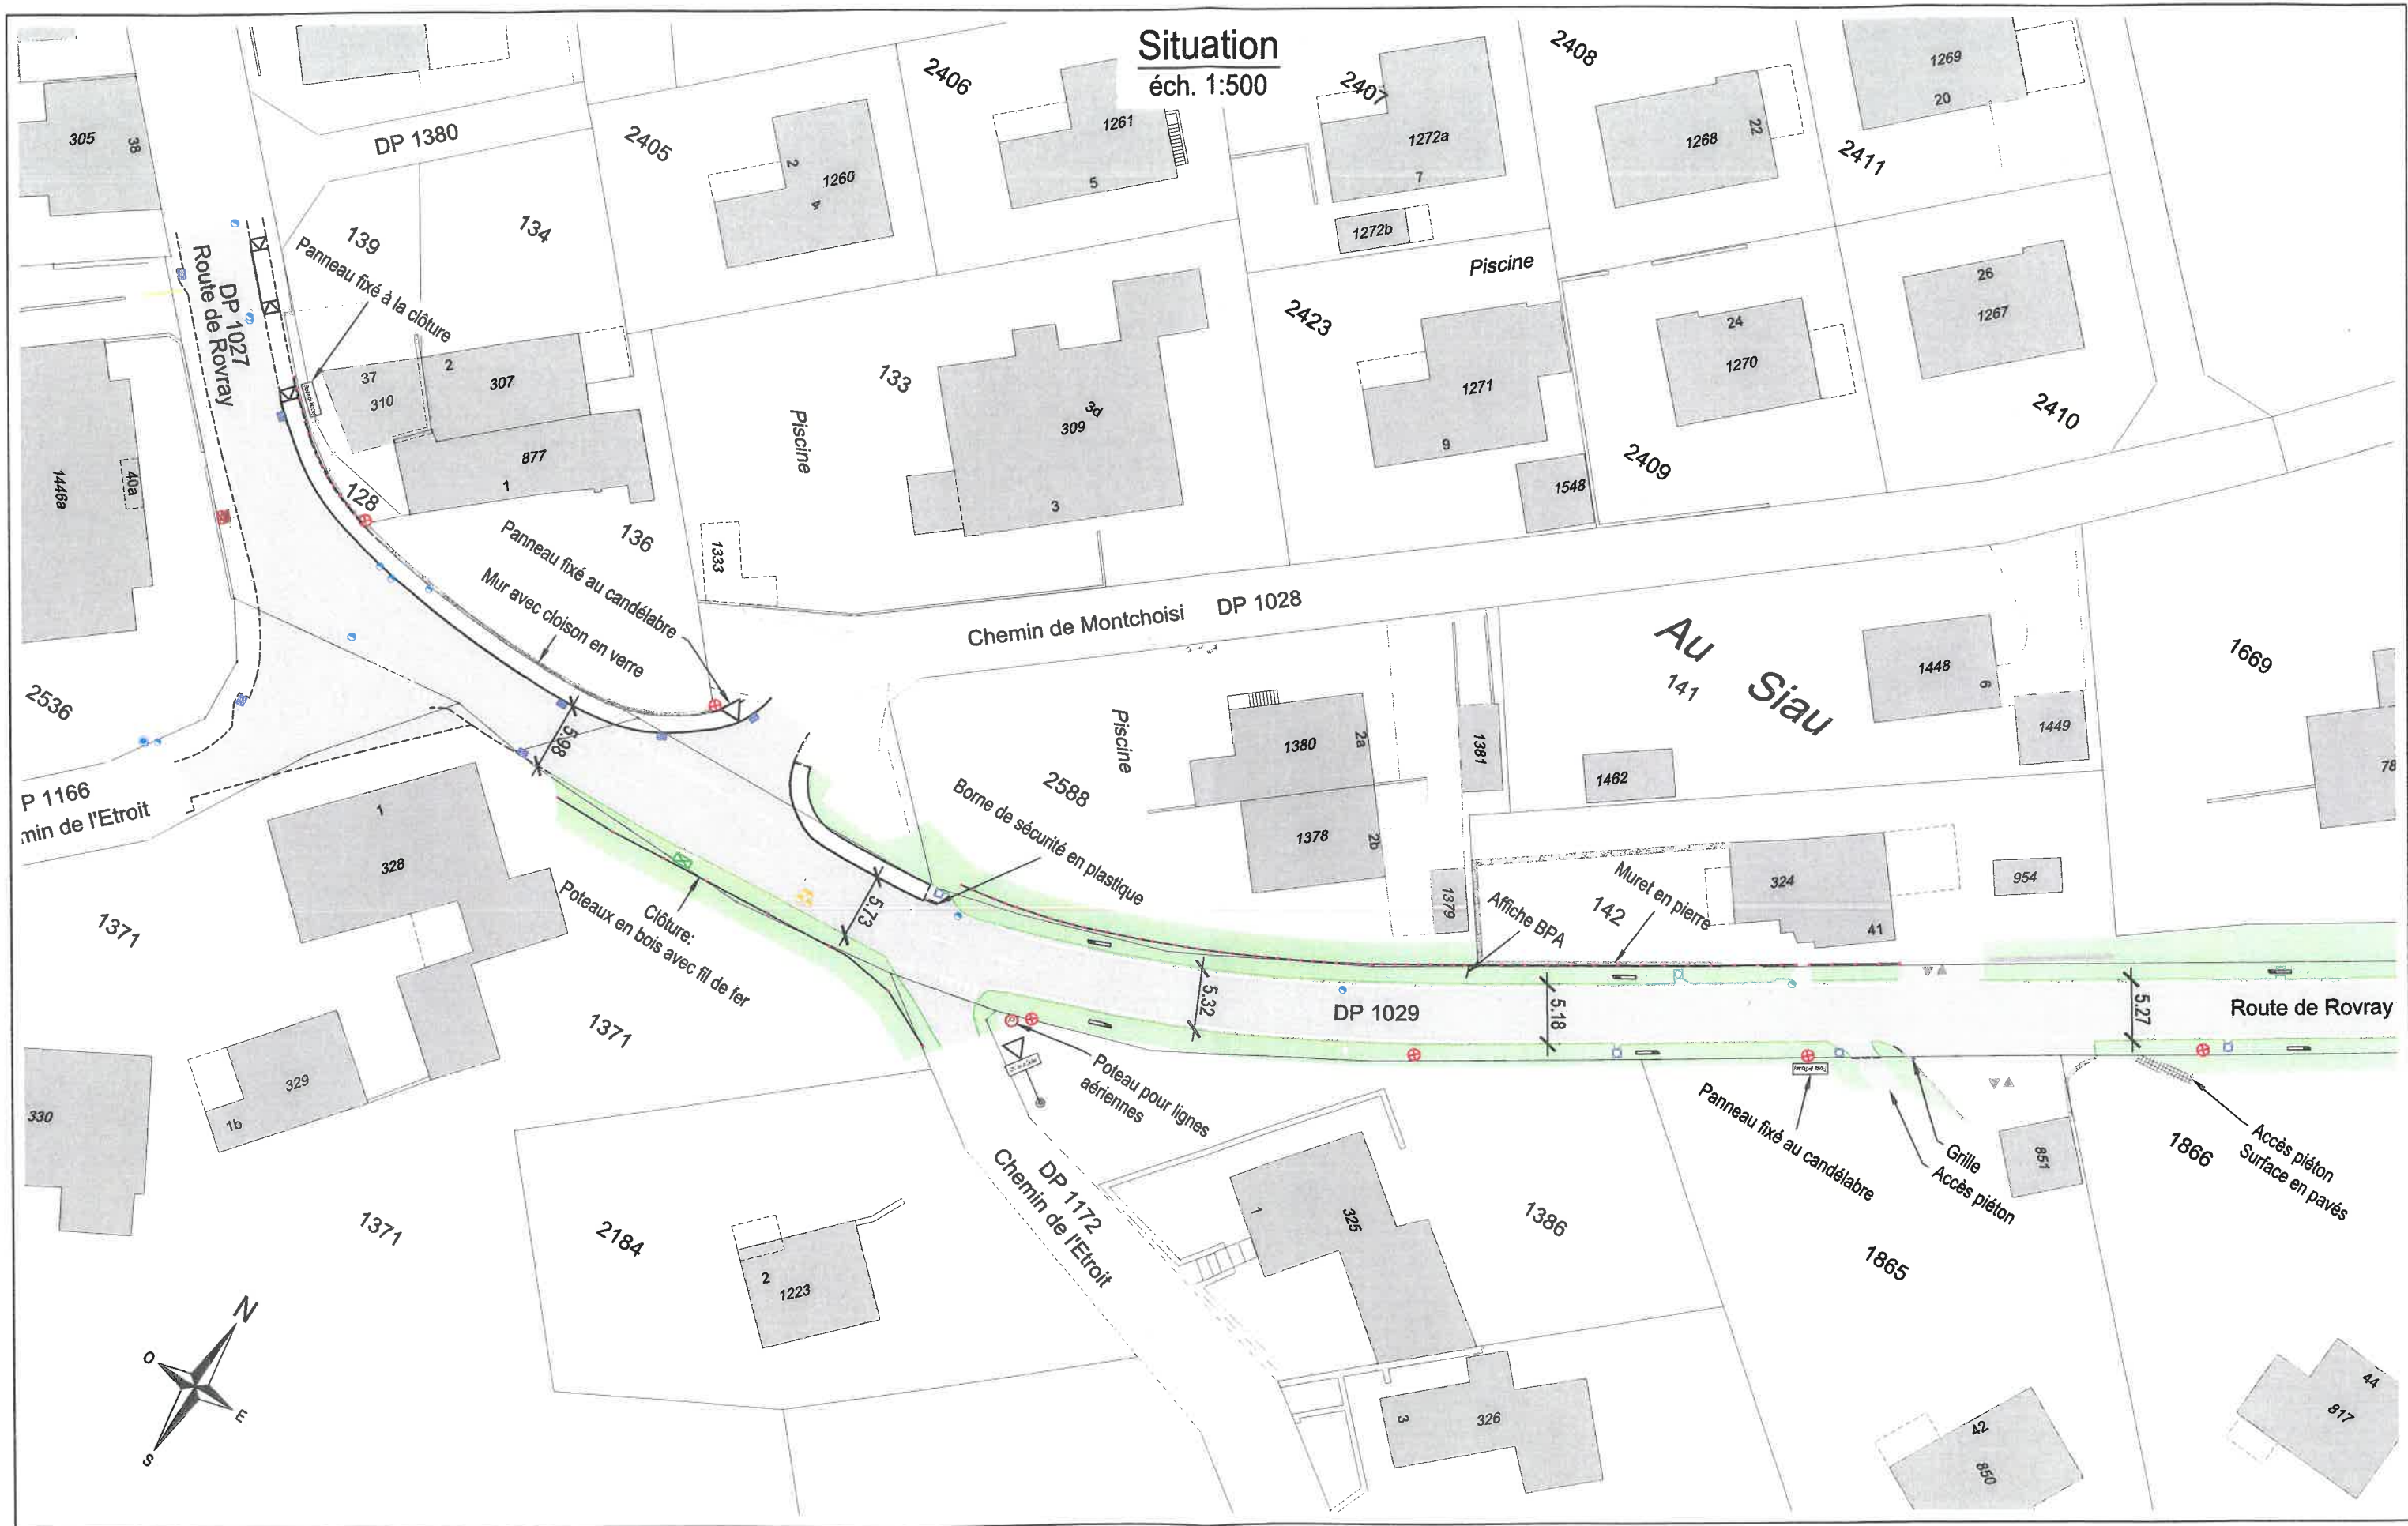 Situation
éch. 1:500
305
38
DP 1380
2405
2406
2407
2408
2411
1269
20
1260
2
4
1261
5
1272a
7
1272b
1268
22
139
134
Panneau fixé à la clôture
DP 1027
Route de Rovray
Piscine
2423
26
1267
24
1270
37
310
2
307
877
1
133
Piscine
3d
309
3
1271
9
1548
2409
2410
1446a
40a
128
136
1333
Panneau fixé au candélabre
Mur avec cloison en verre
Chemin de Montchoisi DP 1028
Au Siau
141
1448
6
1449
1669
78
2536
5.98
Piscine
2588
1380
2a
1381
1462
1378
2b
1379
P 1166
min de l'Etroit
1
328
Borne de sécurité en plastique
5.73
Clôture:
Poteaux en bois avec fil de fer
Affiche BPA
142
Muret en pierre
324
41
954
1371
1371
5.32
DP 1029
5.18
5.27
Route de Rovray
330
329
1b
Poteau pour lignes
aériennes
Panneau fixé au candélabre
Grille
Accès piéton
851
1866
Accès piéton
Surface en pavés
1371
2184
2
1223
DP 1172
Chemin de l'Etroit
1
325
1386
1865
3
326
42
850
44
817
N
O
E
S